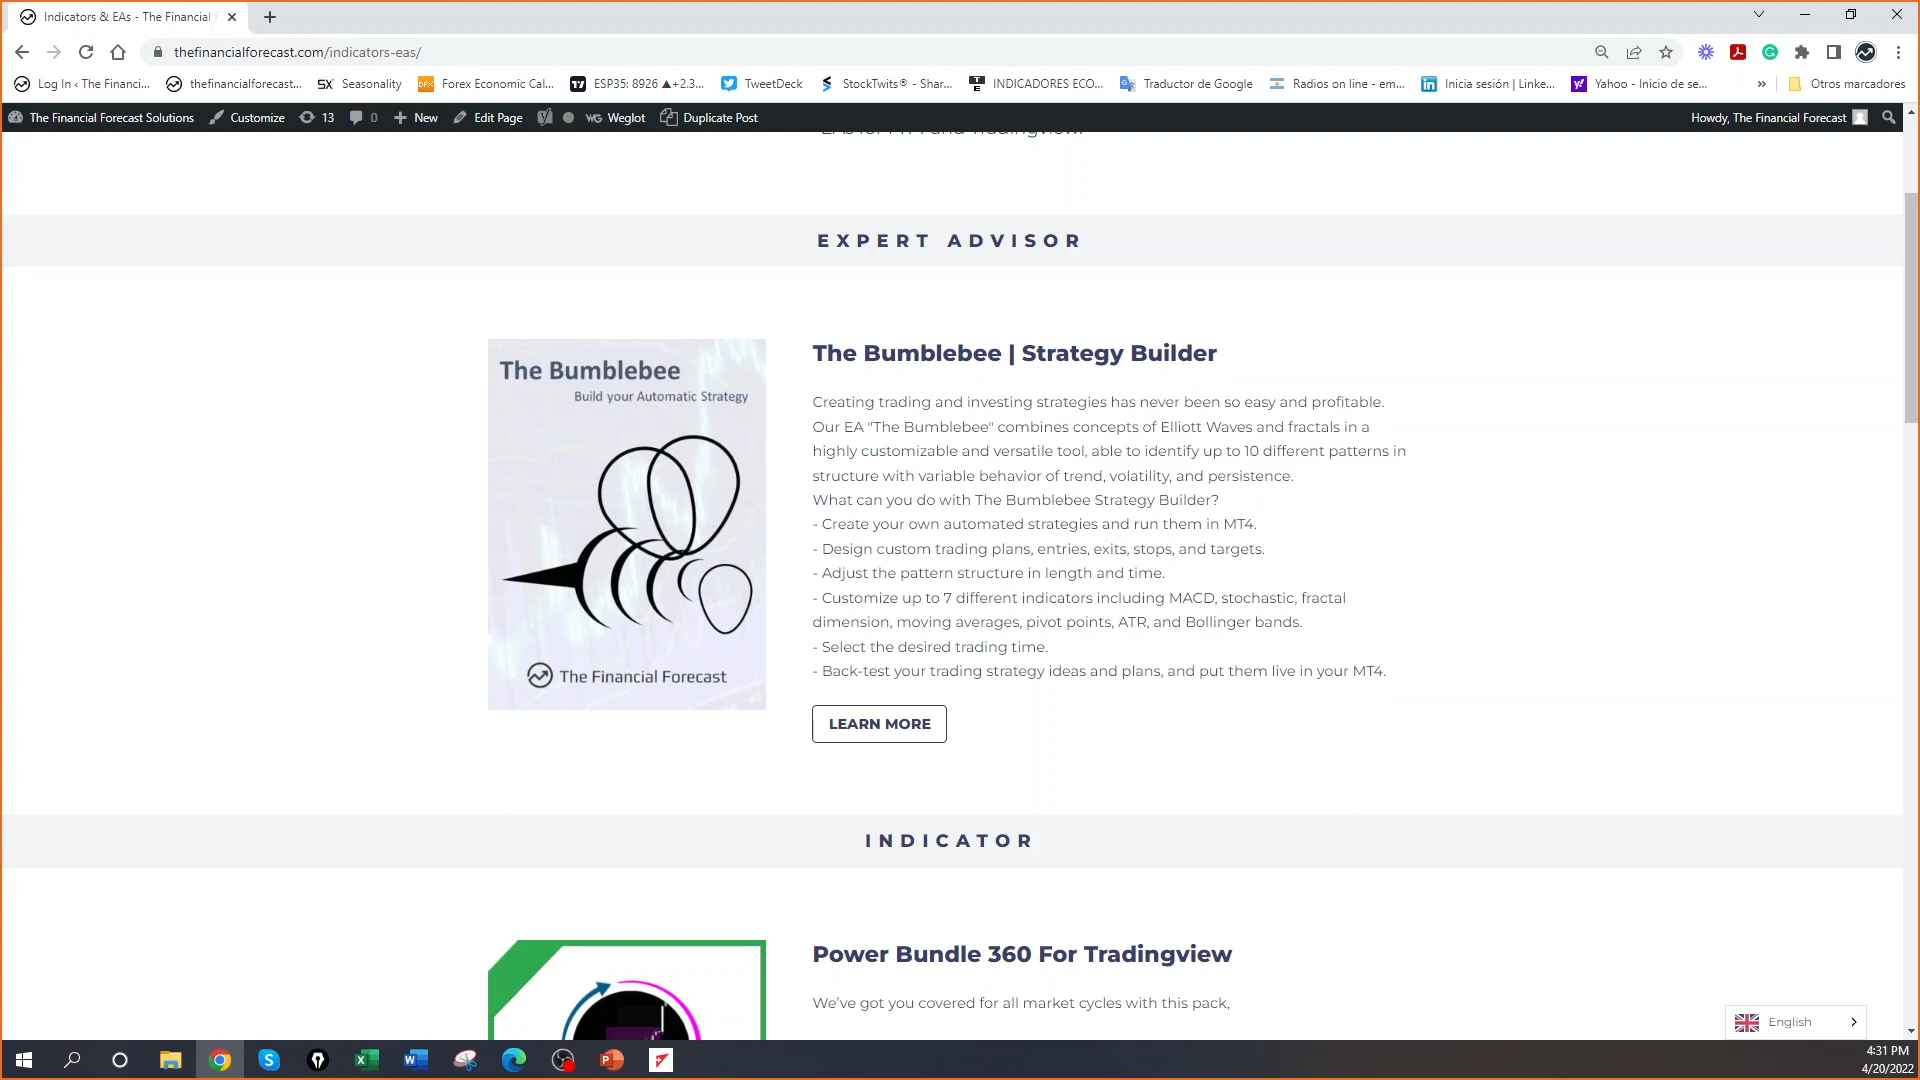 Indicators & EAs - The Financial F
thefinancialforecast.com/indicators-eas/
Log In ‹ The Financi...
thefinancialforecast...
SX Seasonality
DFX Forex Economic Cal...
ESP35: 8926 ▲+2.3...
TweetDeck
StockTwits® - Shar...
INDICADORES ECO...
Traductor de Google
Radios on line - em...
Inicia sesión | Linke...
Yahoo - Inicio de se...
»
Otros marcadores
The Financial Forecast Solutions
Customize
13
0
New
Edit Page
WG Weglot
Duplicate Post
Howdy, The Financial Forecast
EAs for MT4 and Tradingview.
EXPERT ADVISOR
The Bumblebee
Build your Automatic Strategy
The Financial Forecast
The Bumblebee | Strategy Builder
Creating trading and investing strategies has never been so easy and profitable.
Our EA "The Bumblebee" combines concepts of Elliott Waves and fractals in a
highly customizable and versatile tool, able to identify up to 10 different patterns in
structure with variable behavior of trend, volatility, and persistence.
What can you do with The Bumblebee Strategy Builder?
- Create your own automated strategies and run them in MT4.
- Design custom trading plans, entries, exits, stops, and targets.
- Adjust the pattern structure in length and time.
- Customize up to 7 different indicators including MACD, stochastic, fractal
dimension, moving averages, pivot points, ATR, and Bollinger bands.
- Select the desired trading time.
- Back-test your trading strategy ideas and plans, and put them live in your MT4.
LEARN MORE
INDICATOR
Power Bundle 360 For Tradingview
We've got you covered for all market cycles with this pack,
English
4:31 PM
4/20/2022